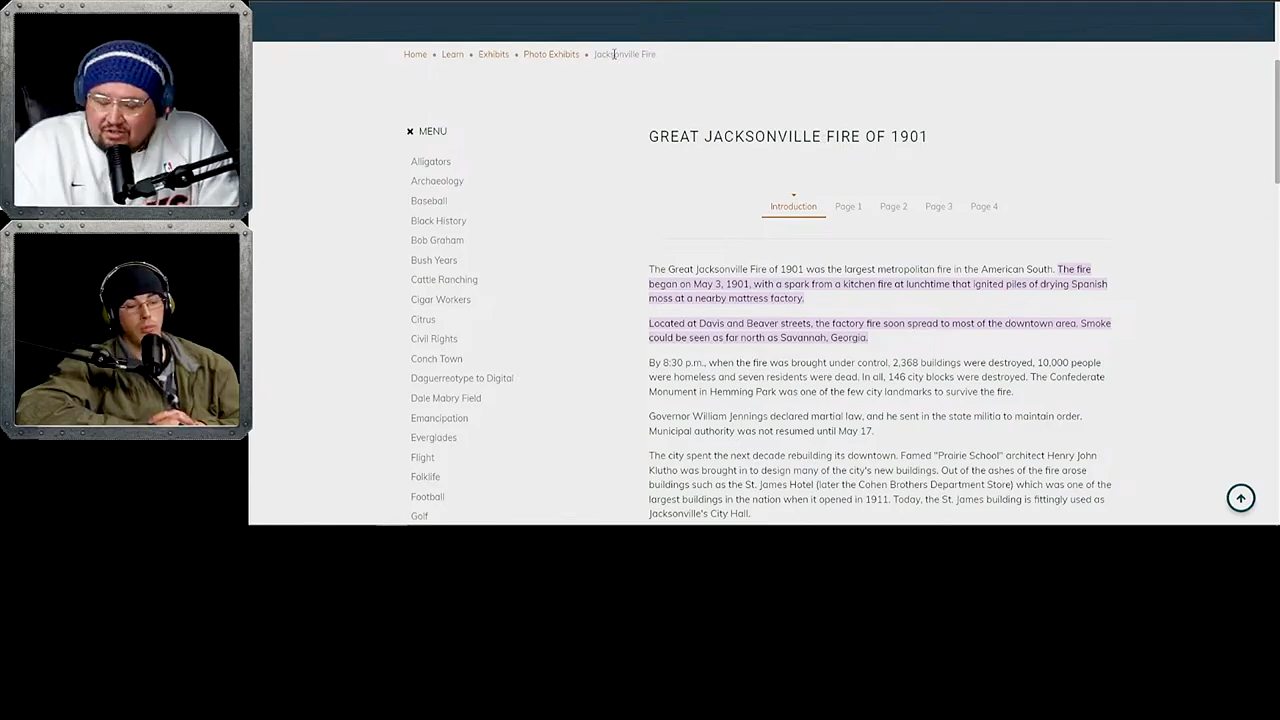 Home • Learn • Exhibits • Photo Exhibits • Jacksonville Fire
× MENU
Alligators
Archaeology
Baseball
Black History
Bob Graham
Bush Years
Cattle Ranching
Cigar Workers
Citrus
Civil Rights
Conch Town
Daguerreotype to Digital
Dale Mabry Field
Emancipation
Everglades
Flight
Folklife
Football
Golf
GREAT JACKSONVILLE FIRE OF 1901
Introduction Page 1 Page 2 Page 3 Page 4
The Great Jacksonville Fire of 1901 was the largest metropolitan fire in the American South. The fire
began on May 3, 1901, with a spark from a kitchen fire at lunchtime that ignited piles of drying Spanish
moss at a nearby mattress factory.
Located at Davis and Beaver streets, the factory fire soon spread to most of the downtown area. Smoke
could be seen as far north as Savannah, Georgia.
By 8:30 p.m., when the fire was brought under control, 2,368 buildings were destroyed, 10,000 people
were homeless and seven residents were dead. In all, 146 city blocks were destroyed. The Confederate
Monument in Hemming Park was one of the few city landmarks to survive the fire.
Governor William Jennings declared martial law, and he sent in the state militia to maintain order.
Municipal authority was not resumed until May 17.
The city spent the next decade rebuilding its downtown. Famed "Prairie School" architect Henry John
Klutho was brought in to design many of the city's new buildings. Out of the ashes of the fire arose
buildings such as the St. James Hotel (later the Cohen Brothers Department Store) which was one of the
largest buildings in the nation when it opened in 1911. Today, the St. James building is fittingly used as
Jacksonville's City Hall.